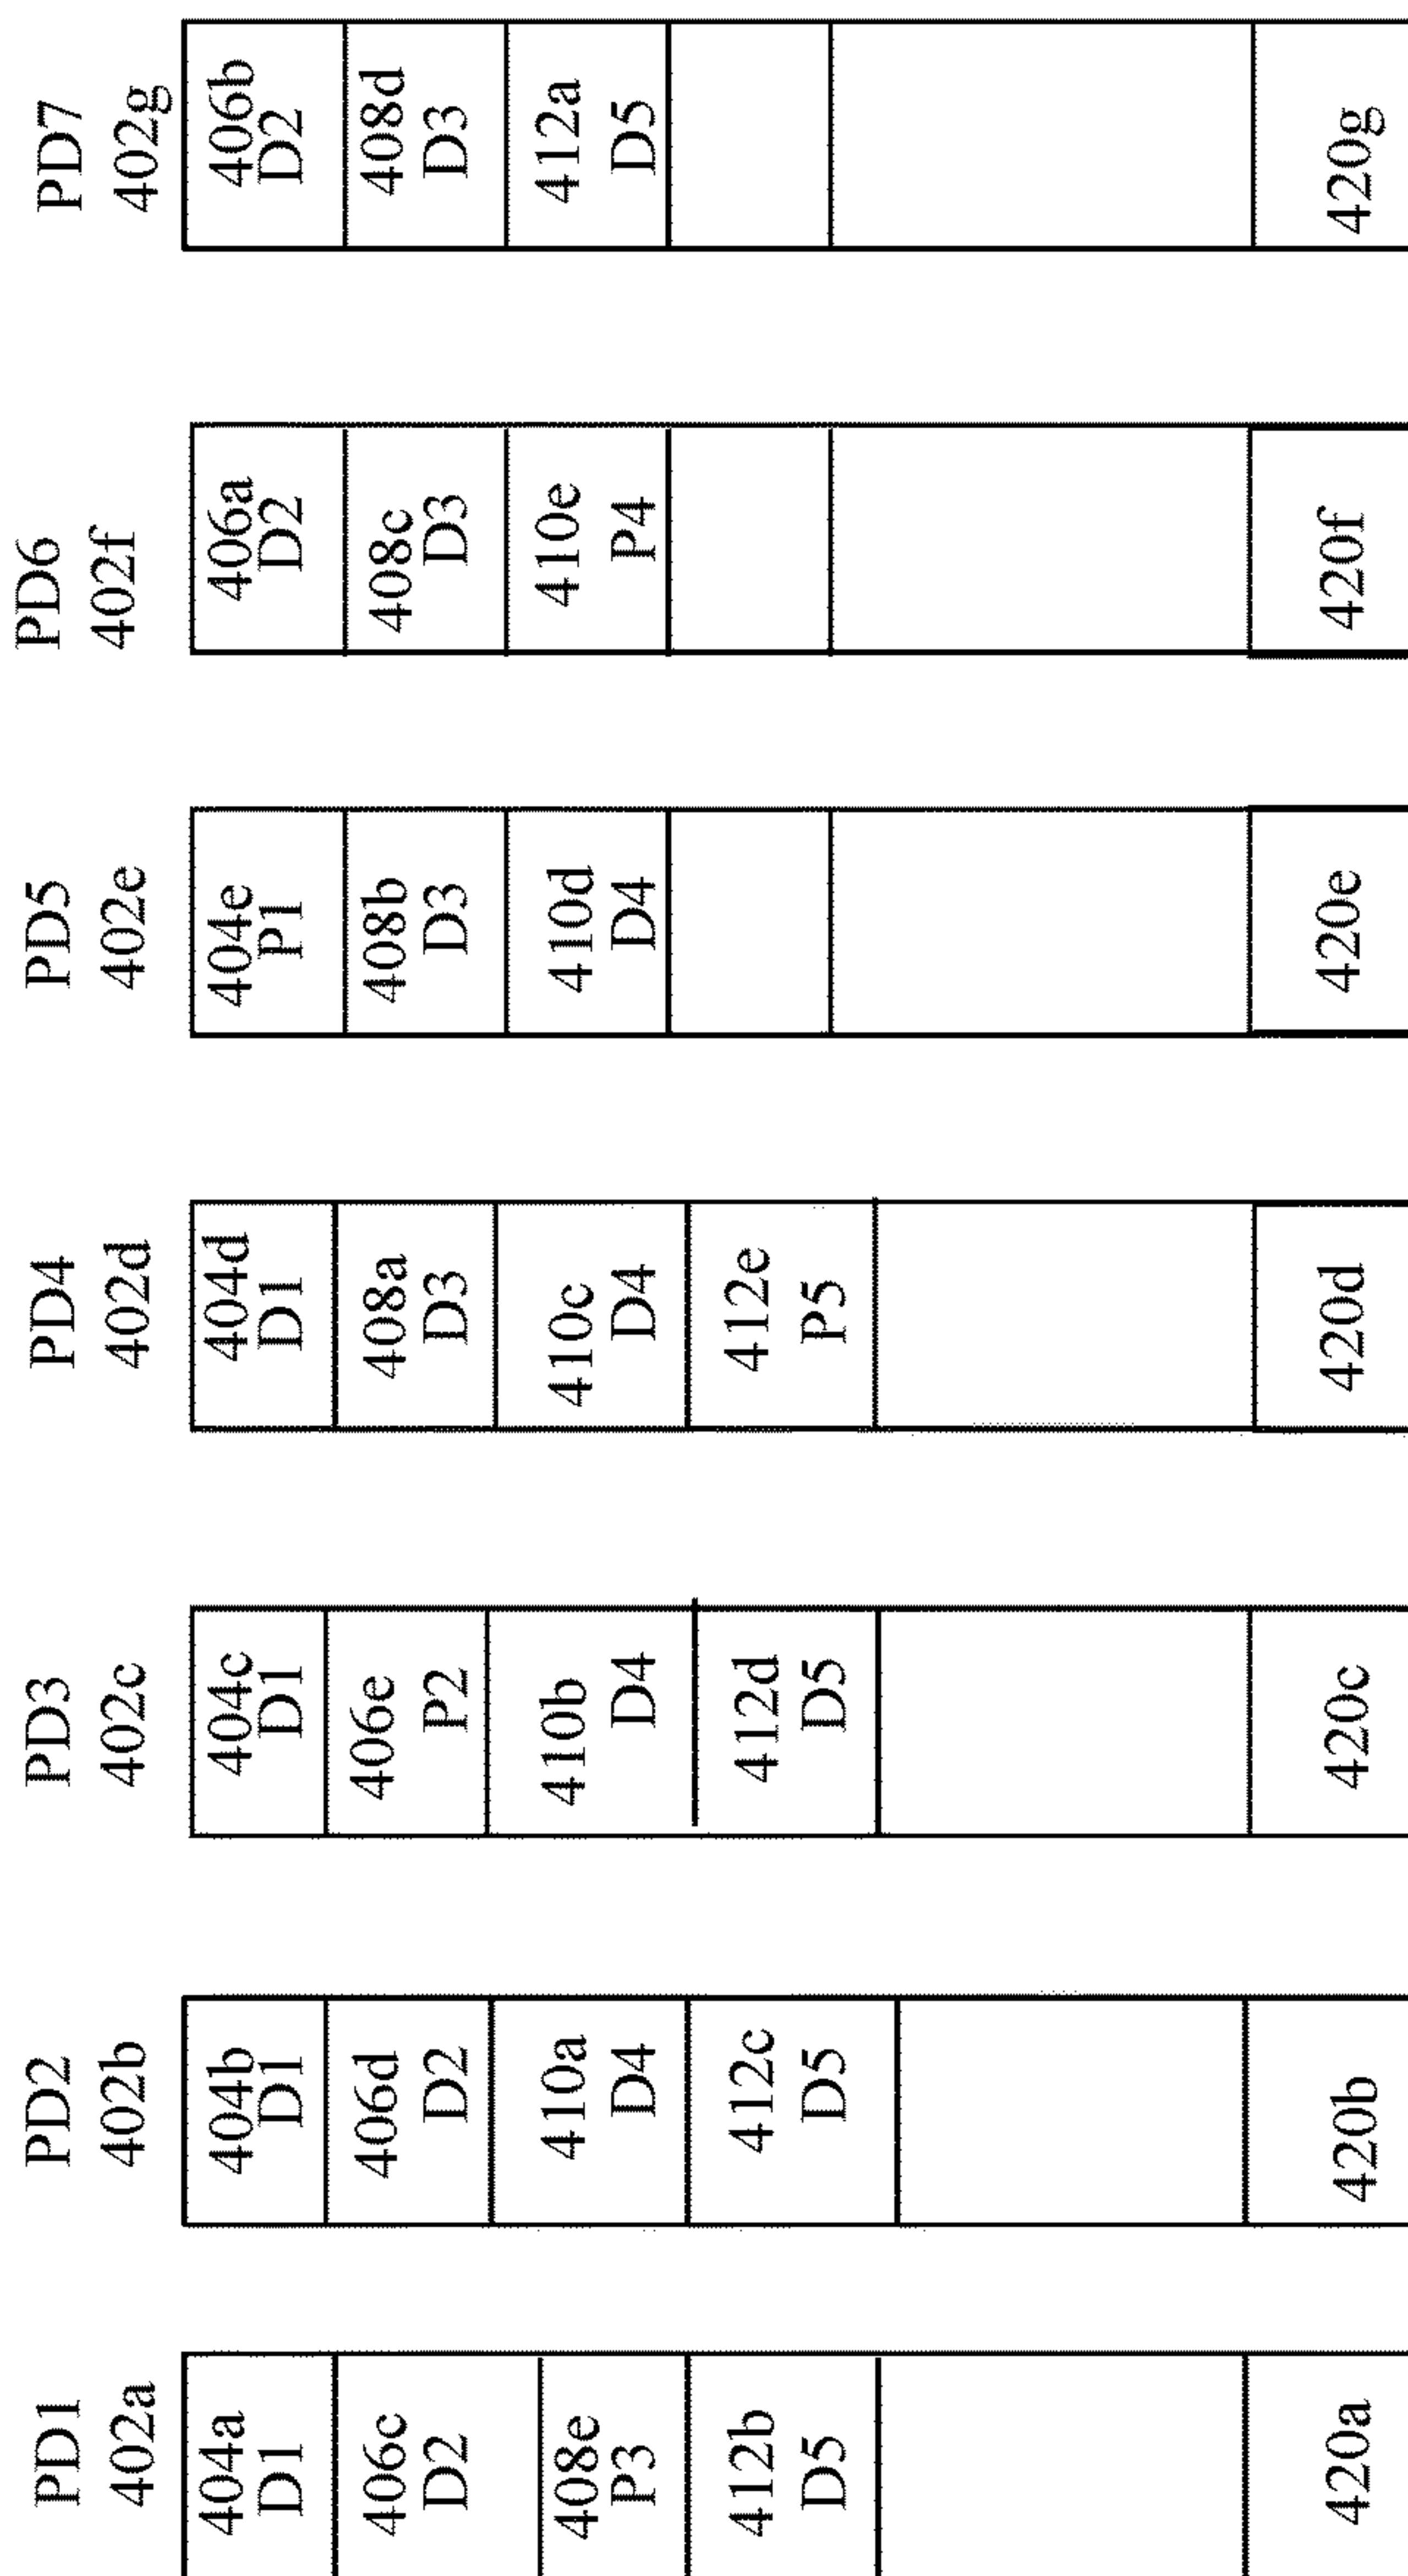 PD1
402a
404a
D1
406c
D2
408e
P3
412b
D5
420a
PD2
402b
404b
D1
406d
D2
410a
D4
412c
D5
420b
PD3
402c
404c
D1
406e
P2
410b
D4
412d
D5
420c
PD4
402d
404d
D1
408a
D3
410c
D4
412e
P5
420d
PD5
402e
404e
P1
408b
D3
410d
D4
420e
PD6
402f
406a
D2
408c
D3
410e
P4
420f
PD7
402g
406b
D2
408d
D3
412a
D5
420g